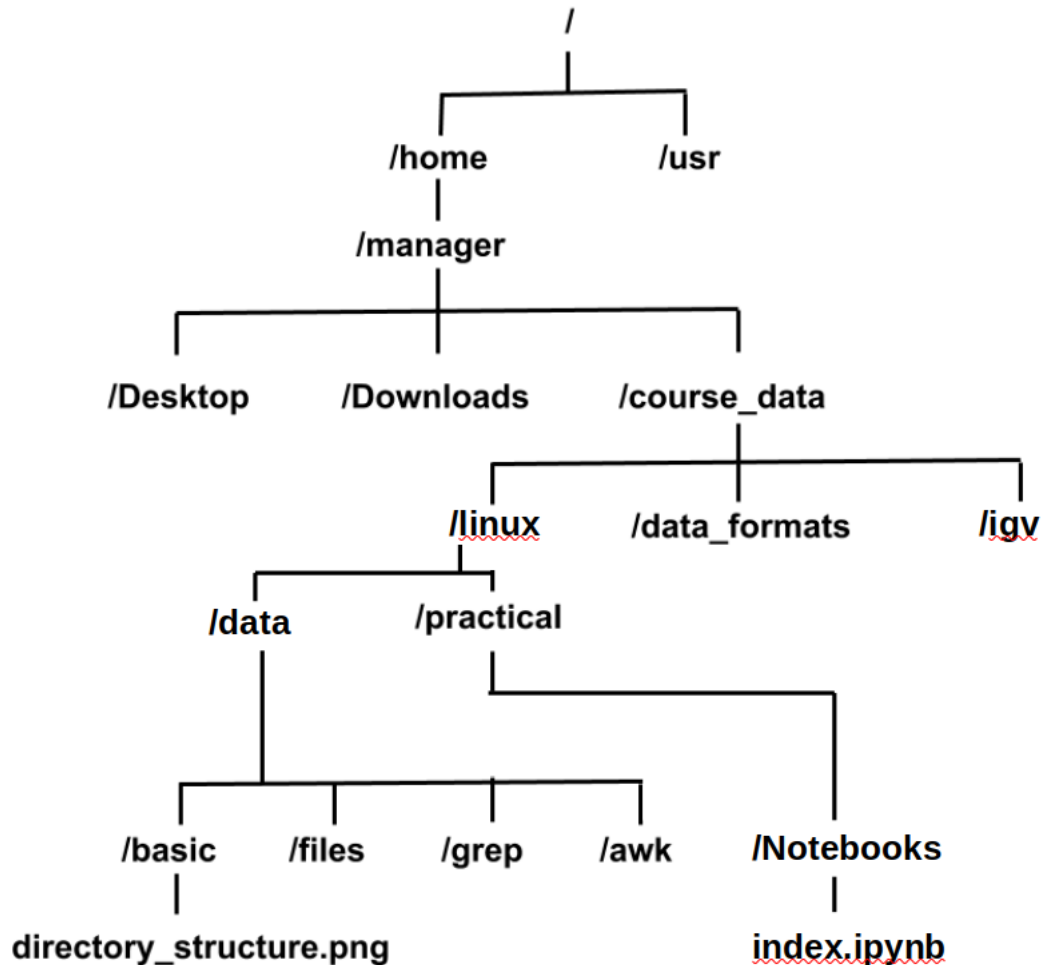 /
/home /usr
/manager
/Desktop /Downloads /course_data
/linux /data_formats /igv
/data /practical
/basic /files /grep /awk /Notebooks
directory_structure.png index.ipynb